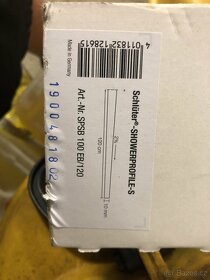 Schlüter®-SHOWERPROFILE-S
2%
120 cm
10 mm
Art.-Nr. SPSB 100 EB/120
Made in Germany
4 011832 128615
1900481802